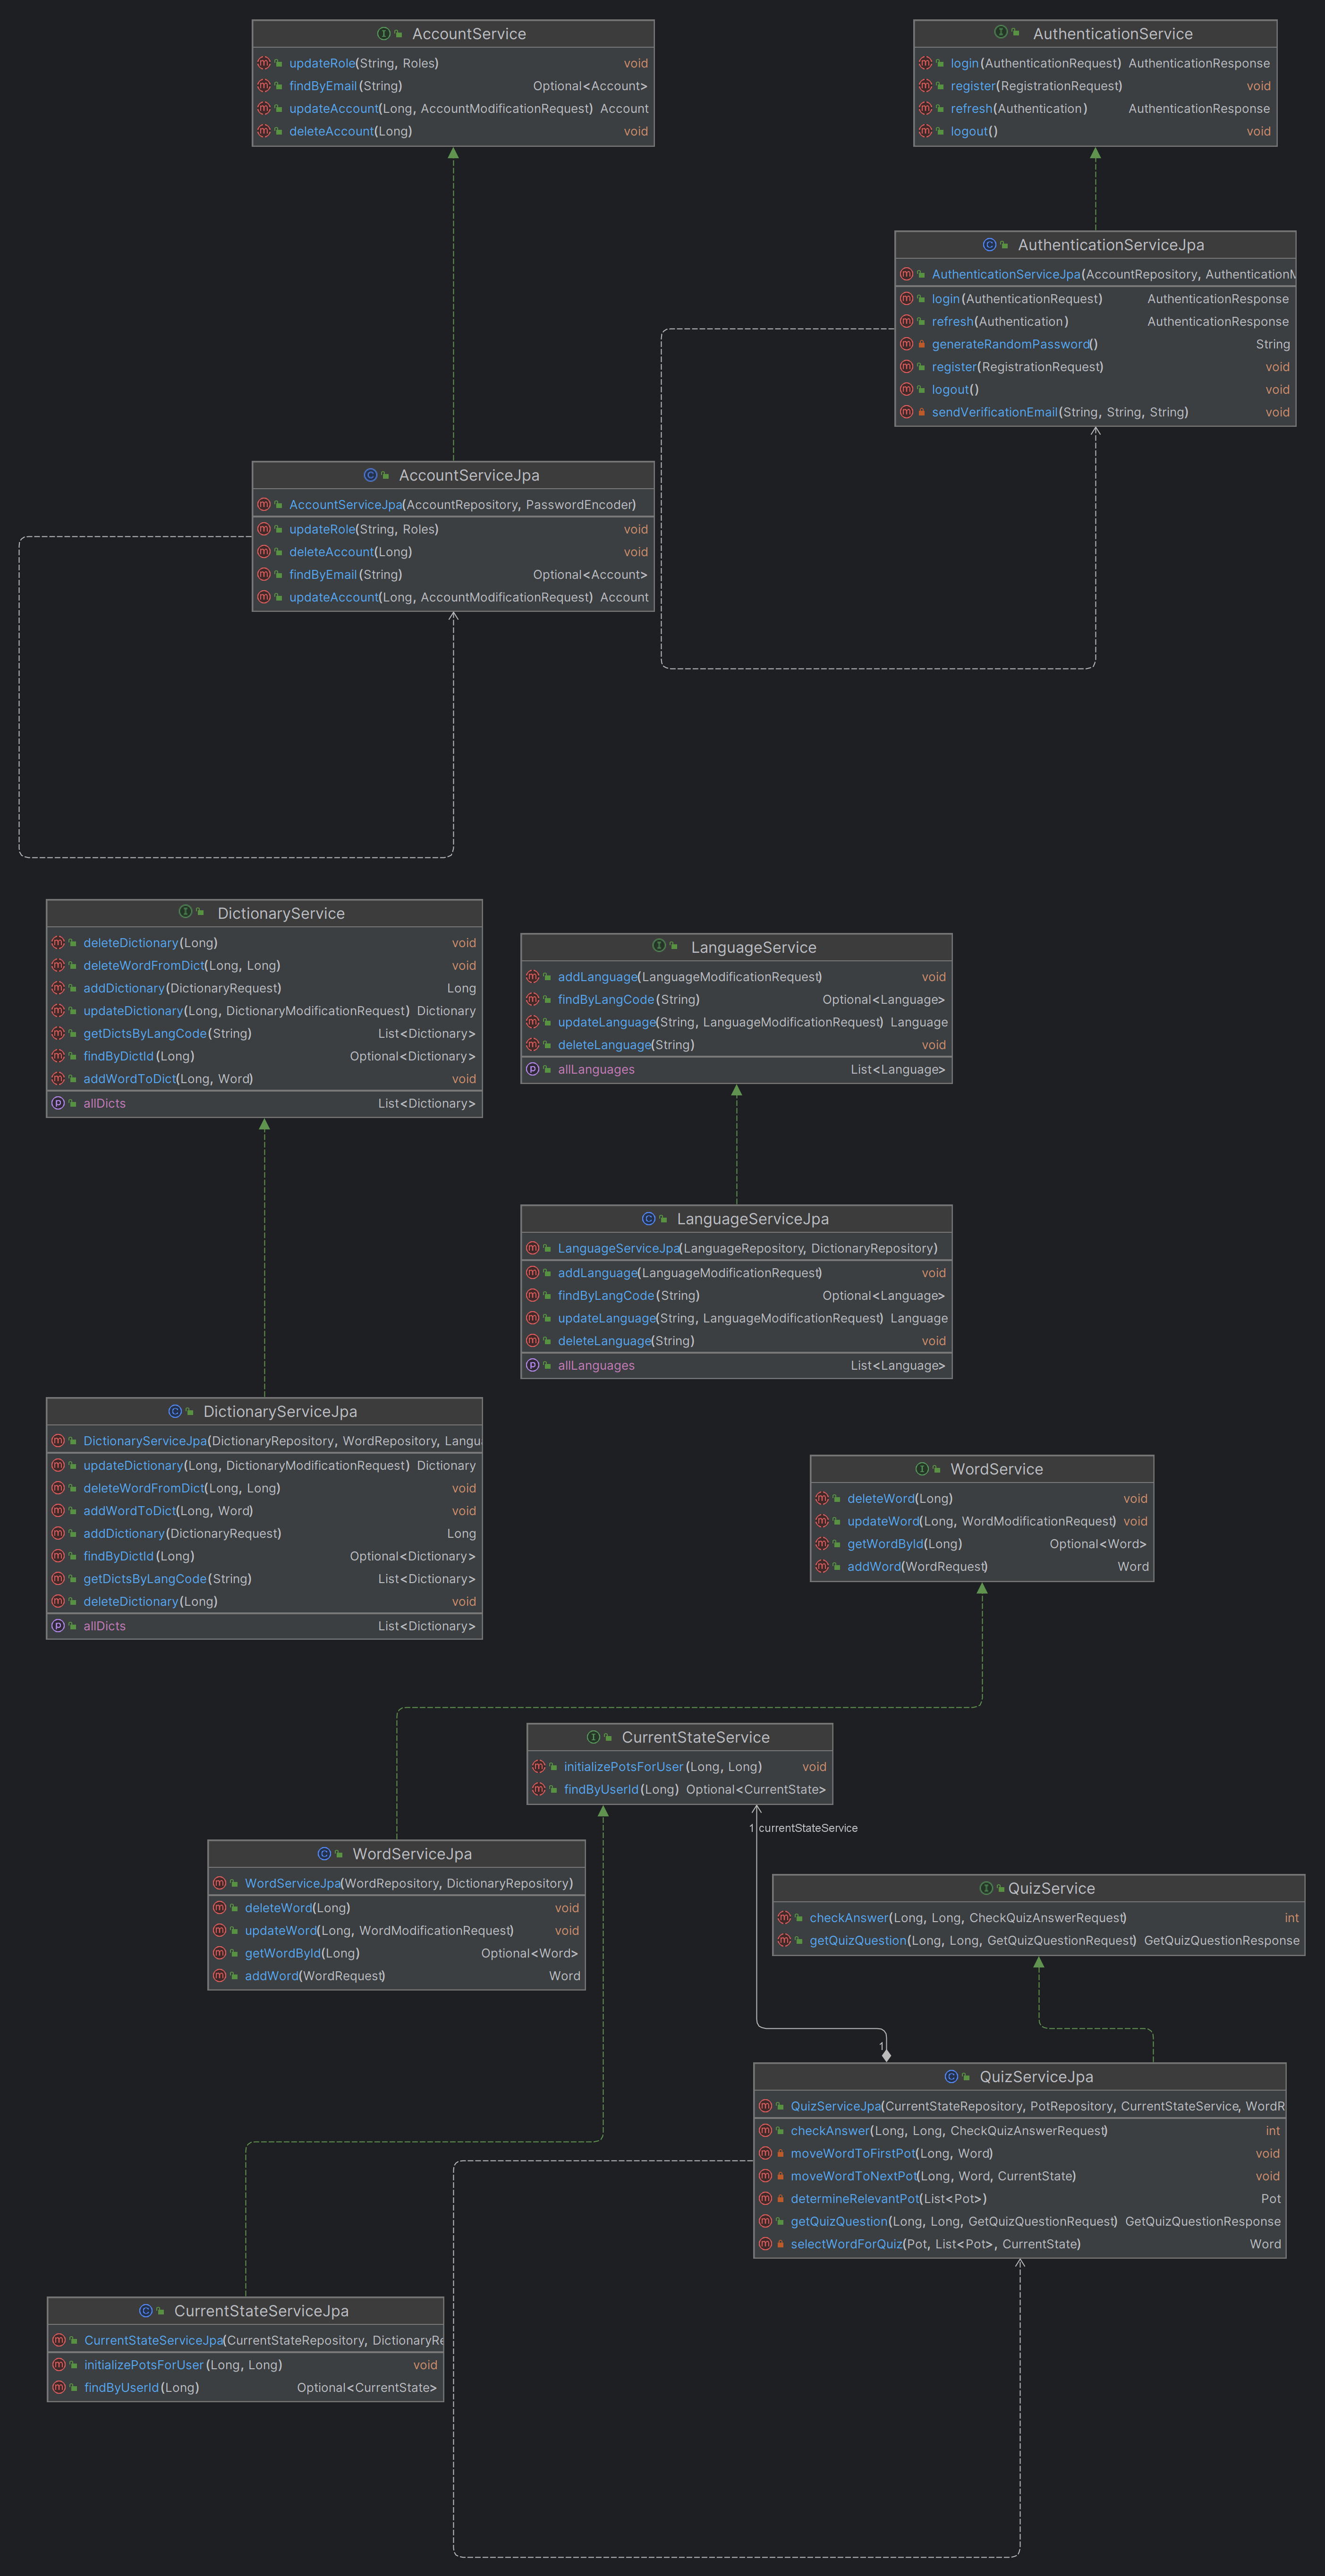 AccountService
updateRole(String, Roles) void
findByEmail(String) Optional<Account>
updateAccount(Long, AccountModificationRequest) Account
deleteAccount(Long) void
AuthenticationService
login(AuthenticationRequest) AuthenticationResponse
register(RegistrationRequest) void
refresh(Authentication) AuthenticationResponse
logout() void
AuthenticationServiceJpa
AuthenticationServiceJpa(AccountRepository, AuthenticationM
login(AuthenticationRequest) AuthenticationResponse
refresh(Authentication) AuthenticationResponse
generateRandomPassword() String
register(RegistrationRequest) void
logout() void
sendVerificationEmail(String, String, String) void
AccountServiceJpa
AccountServiceJpa(AccountRepository, PasswordEncoder)
updateRole(String, Roles) void
deleteAccount(Long) void
findByEmail(String) Optional<Account>
updateAccount(Long, AccountModificationRequest) Account
DictionaryService
deleteDictionary(Long) void
deleteWordFromDict(Long, Long) void
addDictionary(DictionaryRequest) Long
updateDictionary(Long, DictionaryModificationRequest) Dictionary
getDictsByLangCode(String) List<Dictionary>
findByDictId(Long) Optional<Dictionary>
addWordToDict(Long, Word) void
allDicts List<Dictionary>
LanguageService
addLanguage(LanguageModificationRequest) void
findByLangCode(String) Optional<Language>
updateLanguage(String, LanguageModificationRequest) Language
deleteLanguage(String) void
allLanguages List<Language>
LanguageServiceJpa
LanguageServiceJpa(LanguageRepository, DictionaryRepository)
addLanguage(LanguageModificationRequest) void
findByLangCode(String) Optional<Language>
updateLanguage(String, LanguageModificationRequest) Language
deleteLanguage(String) void
allLanguages List<Language>
DictionaryServiceJpa
DictionaryServiceJpa(DictionaryRepository, WordRepository, Langu
updateDictionary(Long, DictionaryModificationRequest) Dictionary
deleteWordFromDict(Long, Long) void
addWordToDict(Long, Word) void
addDictionary(DictionaryRequest) Long
findByDictId(Long) Optional<Dictionary>
getDictsByLangCode(String) List<Dictionary>
deleteDictionary(Long) void
allDicts List<Dictionary>
WordService
deleteWord(Long) void
updateWord(Long, WordModificationRequest) void
getWordById(Long) Optional<Word>
addWord(WordRequest) Word
CurrentStateService
initializePotsForUser(Long, Long) void
findByUserId(Long) Optional<CurrentState>
1 currentStateService
WordServiceJpa
WordServiceJpa(WordRepository, DictionaryRepository)
deleteWord(Long) void
updateWord(Long, WordModificationRequest) void
getWordById(Long) Optional<Word>
addWord(WordRequest) Word
QuizService
checkAnswer(Long, Long, CheckQuizAnswerRequest) int
getQuizQuestion(Long, Long, GetQuizQuestionRequest) GetQuizQuestionResponse
1
QuizServiceJpa
QuizServiceJpa(CurrentStateRepository, PotRepository, CurrentStateService, WordR
checkAnswer(Long, Long, CheckQuizAnswerRequest) int
moveWordToFirstPot(Long, Word) void
moveWordToNextPot(Long, Word, CurrentState) void
determineRelevantPot(List<Pot>) Pot
getQuizQuestion(Long, Long, GetQuizQuestionRequest) GetQuizQuestionResponse
selectWordForQuiz(Pot, List<Pot>, CurrentState) Word
CurrentStateServiceJpa
CurrentStateServiceJpa(CurrentStateRepository, DictionaryRe
initializePotsForUser(Long, Long) void
findByUserId(Long) Optional<CurrentState>